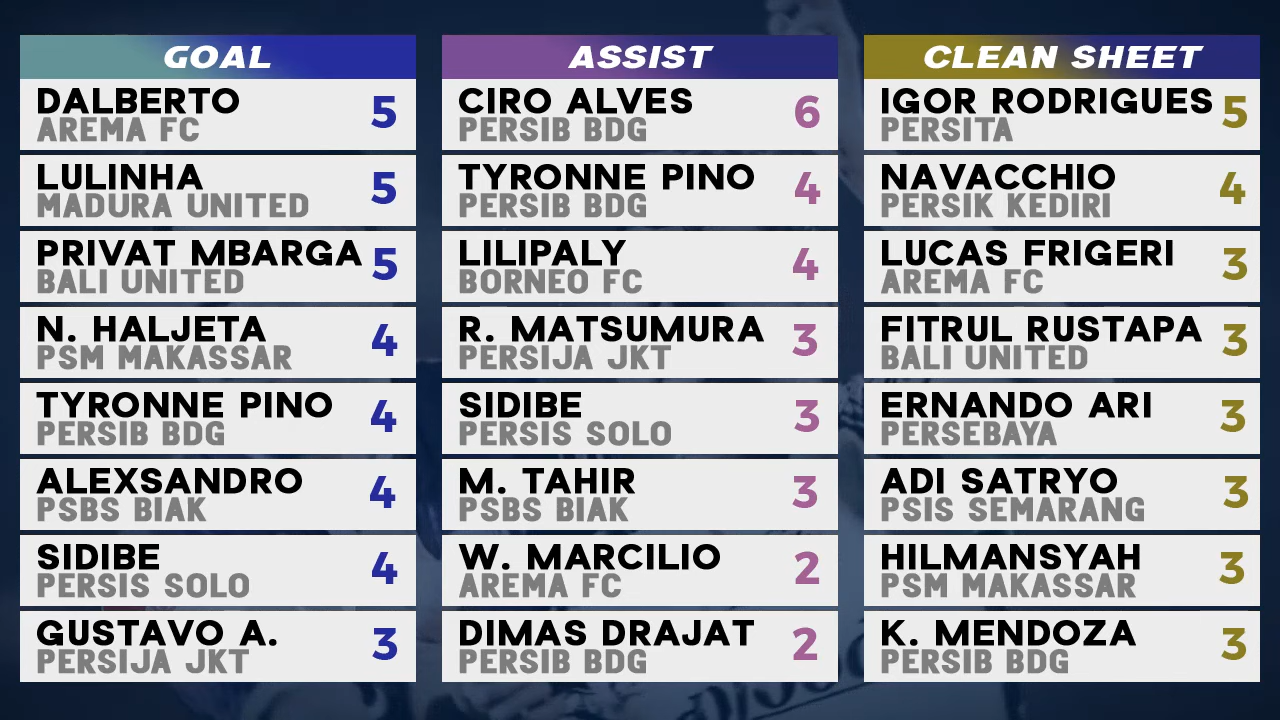 GOAL
DALBERTO 5
AREMA FC
LULINHA 5
MADURA UNITED
PRIVAT MBARGA 5
BALI UNITED
N. HALJETA 4
PSM MAKASSAR
TYRONNE PINO 4
PERSIB BDG
ALEXSANDRO 4
PSBS BIAK
SIDIBE 4
PERSIS SOLO
GUSTAVO A. 3
PERSIJA JKT
ASSIST
CIRO ALVES 6
PERSIB BDG
TYRONNE PINO 4
PERSIB BDG
LILIPALY 4
BORNEO FC
R. MATSUMURA 3
PERSIJA JKT
SIDIBE 3
PERSIS SOLO
M. TAHIR 3
PSBS BIAK
W. MARCILIO 2
AREMA FC
DIMAS DRAJAT 2
PERSIB BDG
CLEAN SHEET
IGOR RODRIGUES 5
PERSITA
NAVACCHIO 4
PERSIK KEDIRI
LUCAS FRIGERI 3
AREMA FC
FITRUL RUSTAPA 3
BALI UNITED
ERNANDO ARI 3
PERSEBAYA
ADI SATRYO 3
PSIS SEMARANG
HILMANSYAH 3
PSM MAKASSAR
K. MENDOZA 3
PERSIB BDG